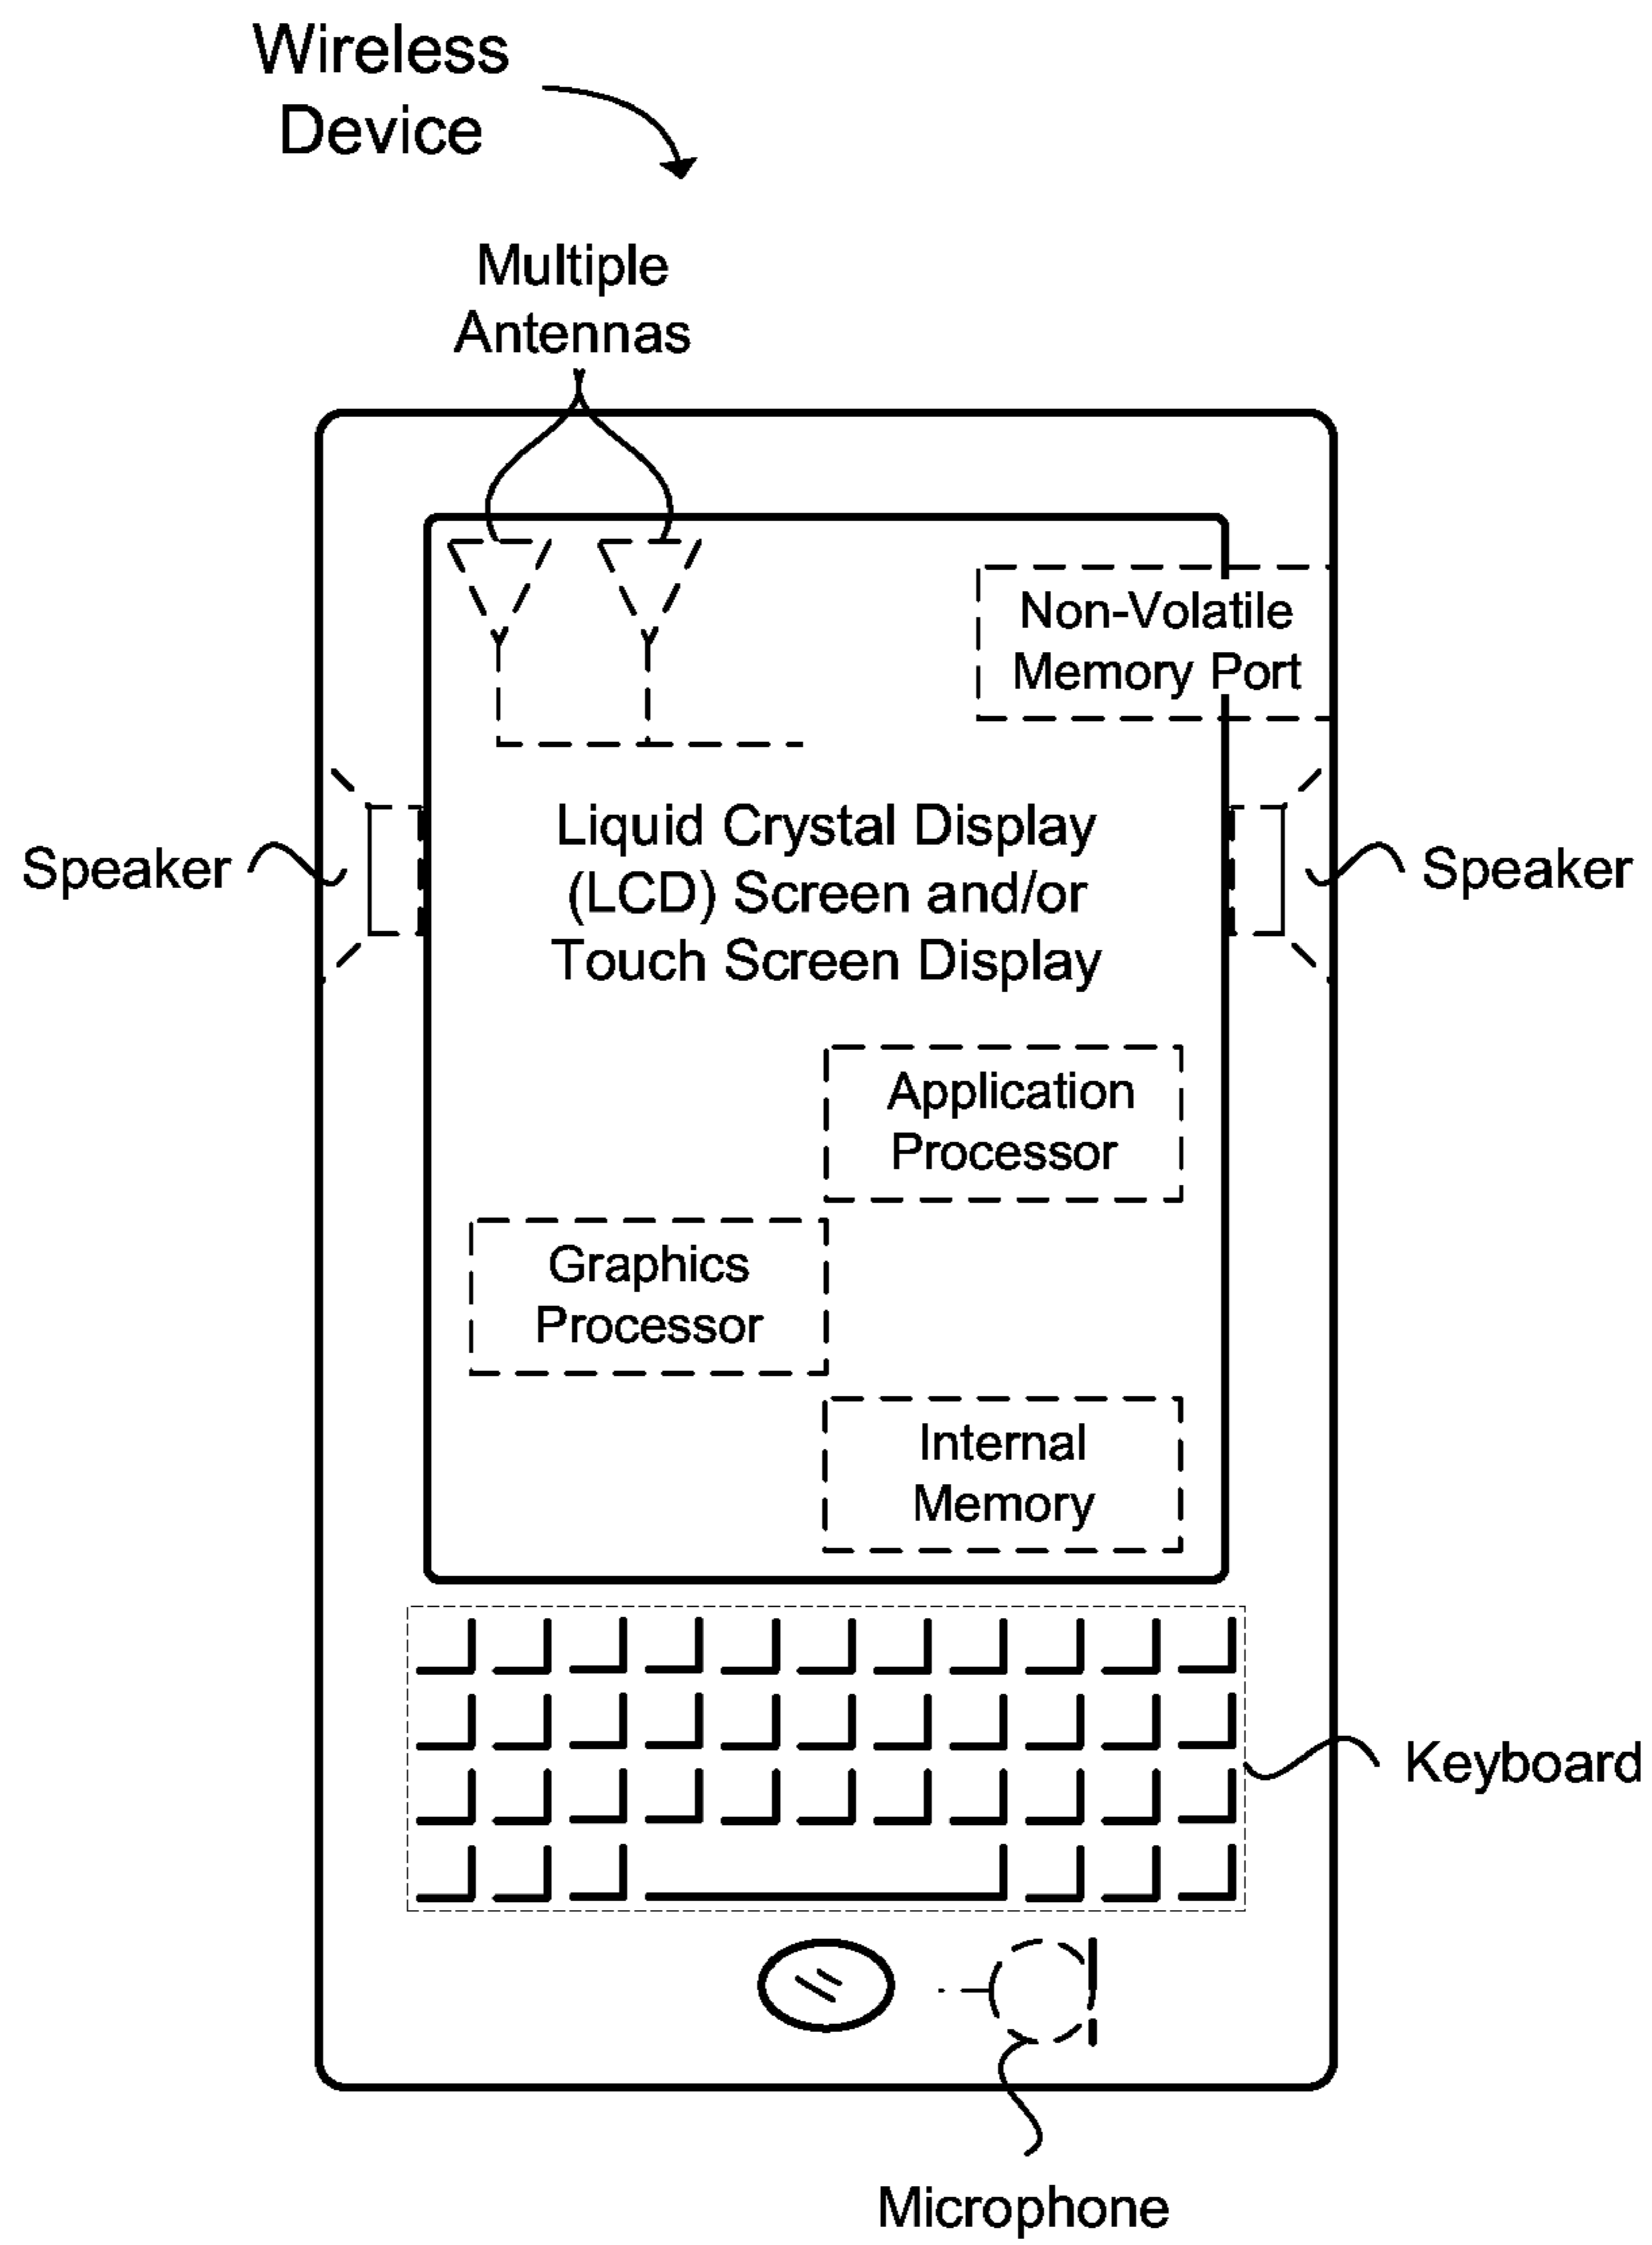 Wireless
Device
Multiple
Antennas
Non-Volatile
Memory Port
Liquid Crystal Display
(LCD) Screen and/or
Touch Screen Display
Speaker
Speaker
Application
Processor
Graphics
Processor
Internal
Memory
Keyboard
Microphone